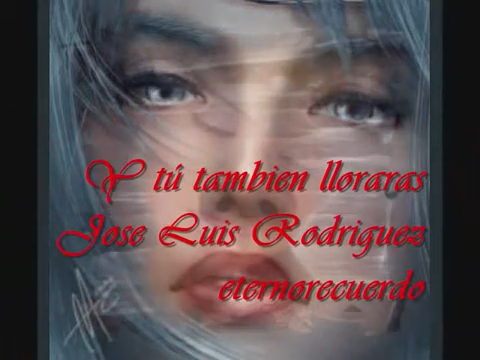 Y tú tambien lloraras
Jose Luis Rodriguez
eternorecuerdo